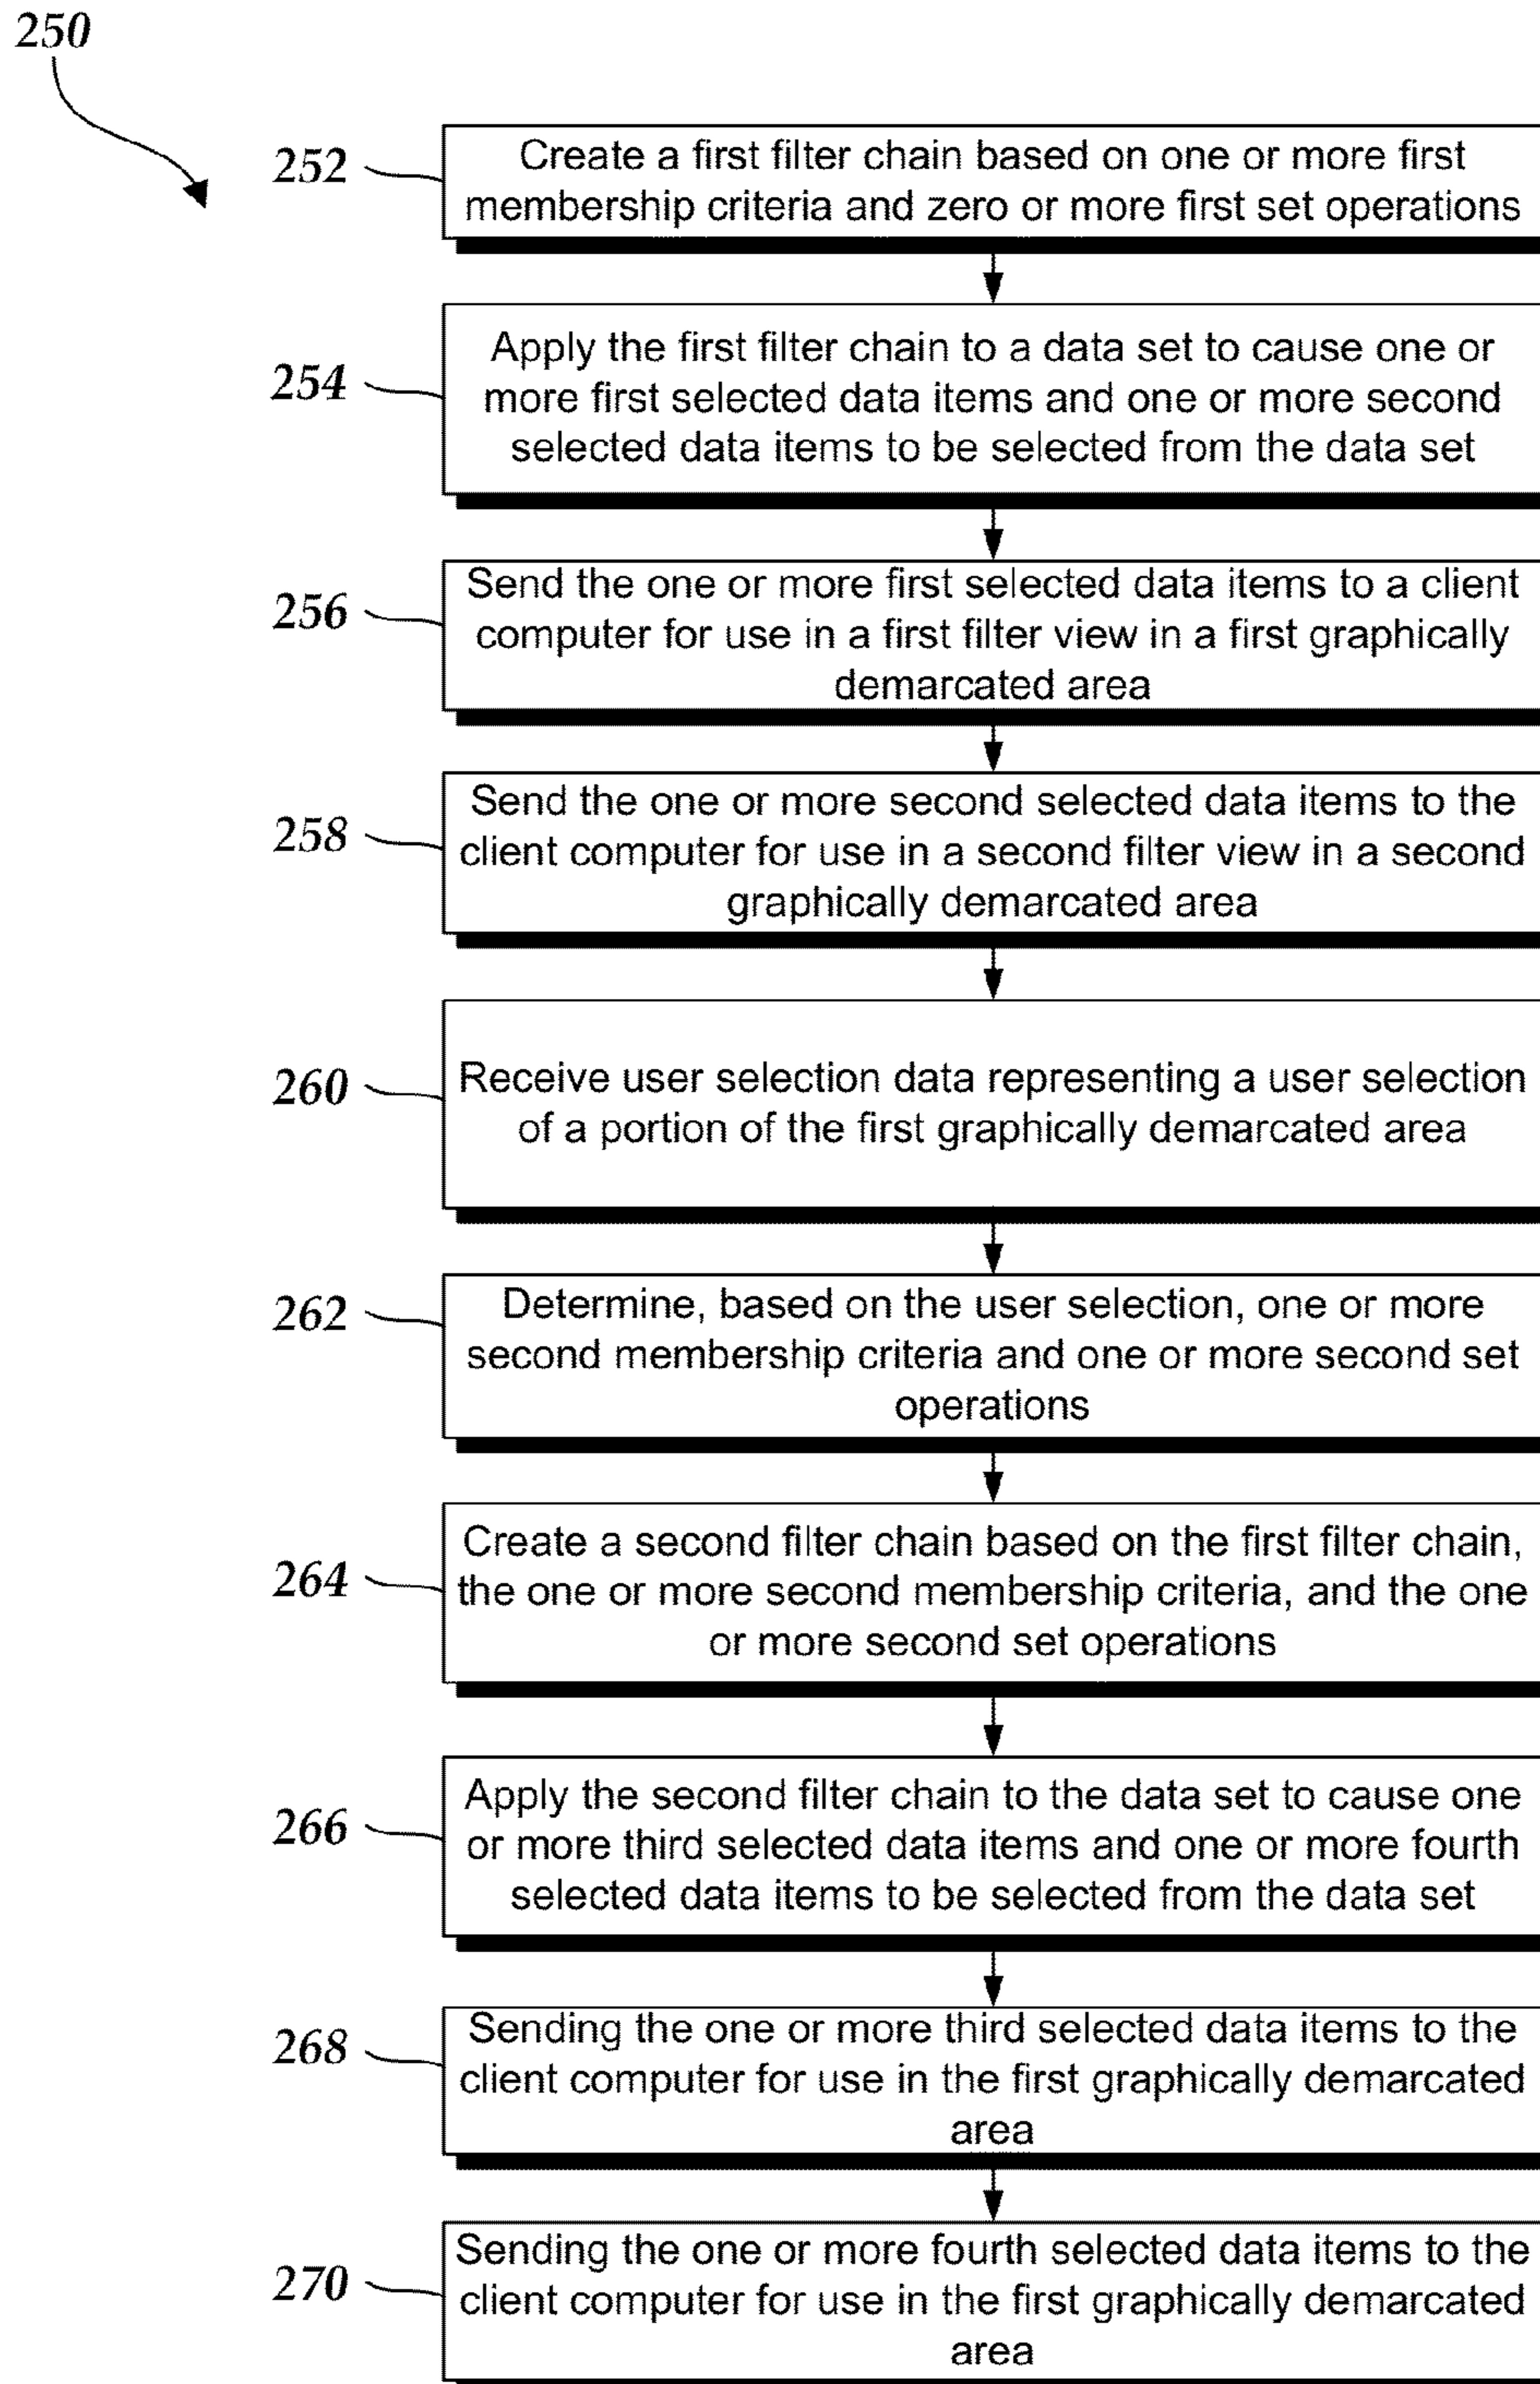 250
252
Create a first filter chain based on one or more first
membership criteria and zero or more first set operations
254
Apply the first filter chain to a data set to cause one or
more first selected data items and one or more second
selected data items to be selected from the data set
256
Send the one or more first selected data items to a client
computer for use in a first filter view in a first graphically
demarcated area
258
Send the one or more second selected data items to the
client computer for use in a second filter view in a second
graphically demarcated area
260
Receive user selection data representing a user selection
of a portion of the first graphically demarcated area
262
Determine, based on the user selection, one or more
second membership criteria and one or more second set
operations
264
Create a second filter chain based on the first filter chain,
the one or more second membership criteria, and the one
or more second set operations
266
Apply the second filter chain to the data set to cause one
or more third selected data items and one or more fourth
selected data items to be selected from the data set
268
Sending the one or more third selected data items to the
client computer for use in the first graphically demarcated
area
270
Sending the one or more fourth selected data items to the
client computer for use in the first graphically demarcated
area